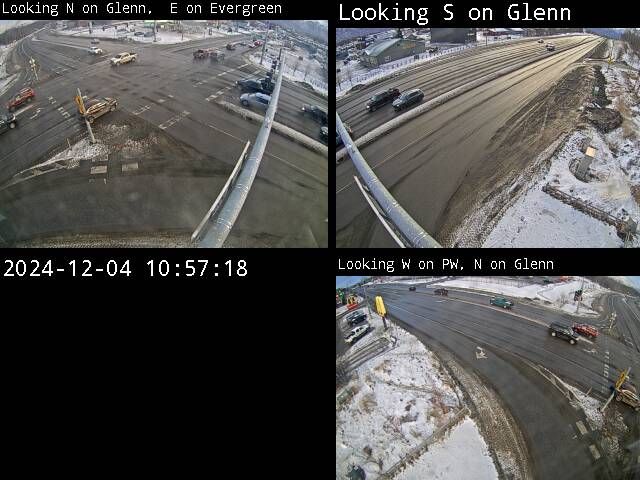 Looking N on Glenn, E on Evergreen
Looking S on Glenn
2024-12-04 10:57:18
Looking W on PW, N on Glenn